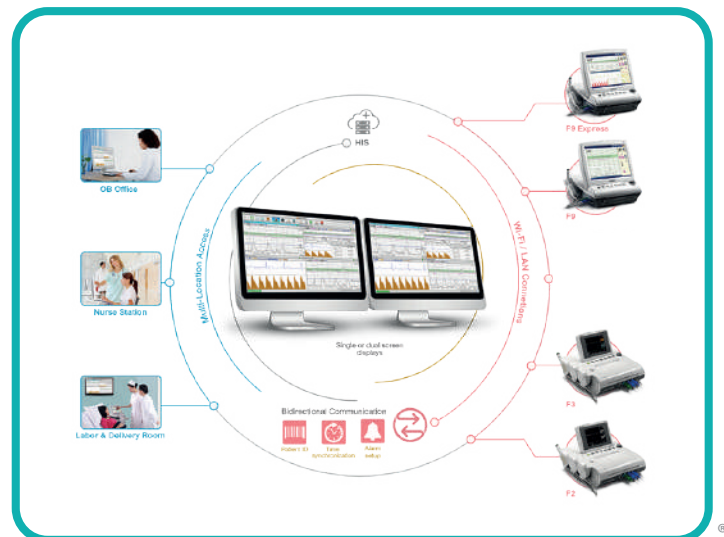 HIS
F9 Express
F9
OB Office
Multi-Location Access
Wi-Fi / LAN Connetions
Nurse Station
Single-or dual screen
displays
F3
Bidirectional Communication
Labor & Delivery Room
Patient ID
Time
synchronization
Alarm
setup
F2
®